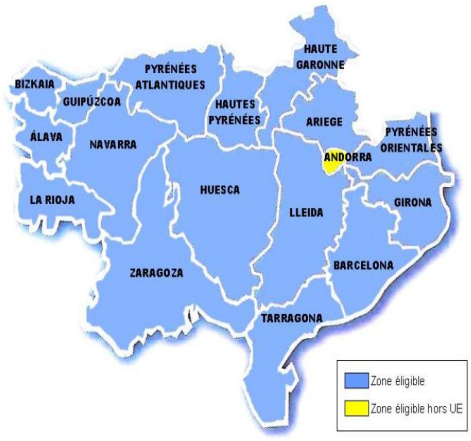 HAUTE
GARONNE
PYRÉNÉES
ATLANTIQUES
BIZKAIA
GUIPÚZCOA
HAUTES
PYRÉNÉES
ARIEGE
ÁLAVA
NAVARRA
PYRÉNÉES
ORIENTALES
ANDORRA
LA RIOJA
HUESCA
LLEIDA
GIRONA
ZARAGOZA
BARCELONA
TARRAGONA
Zone éligible
Zone éligible hors UE